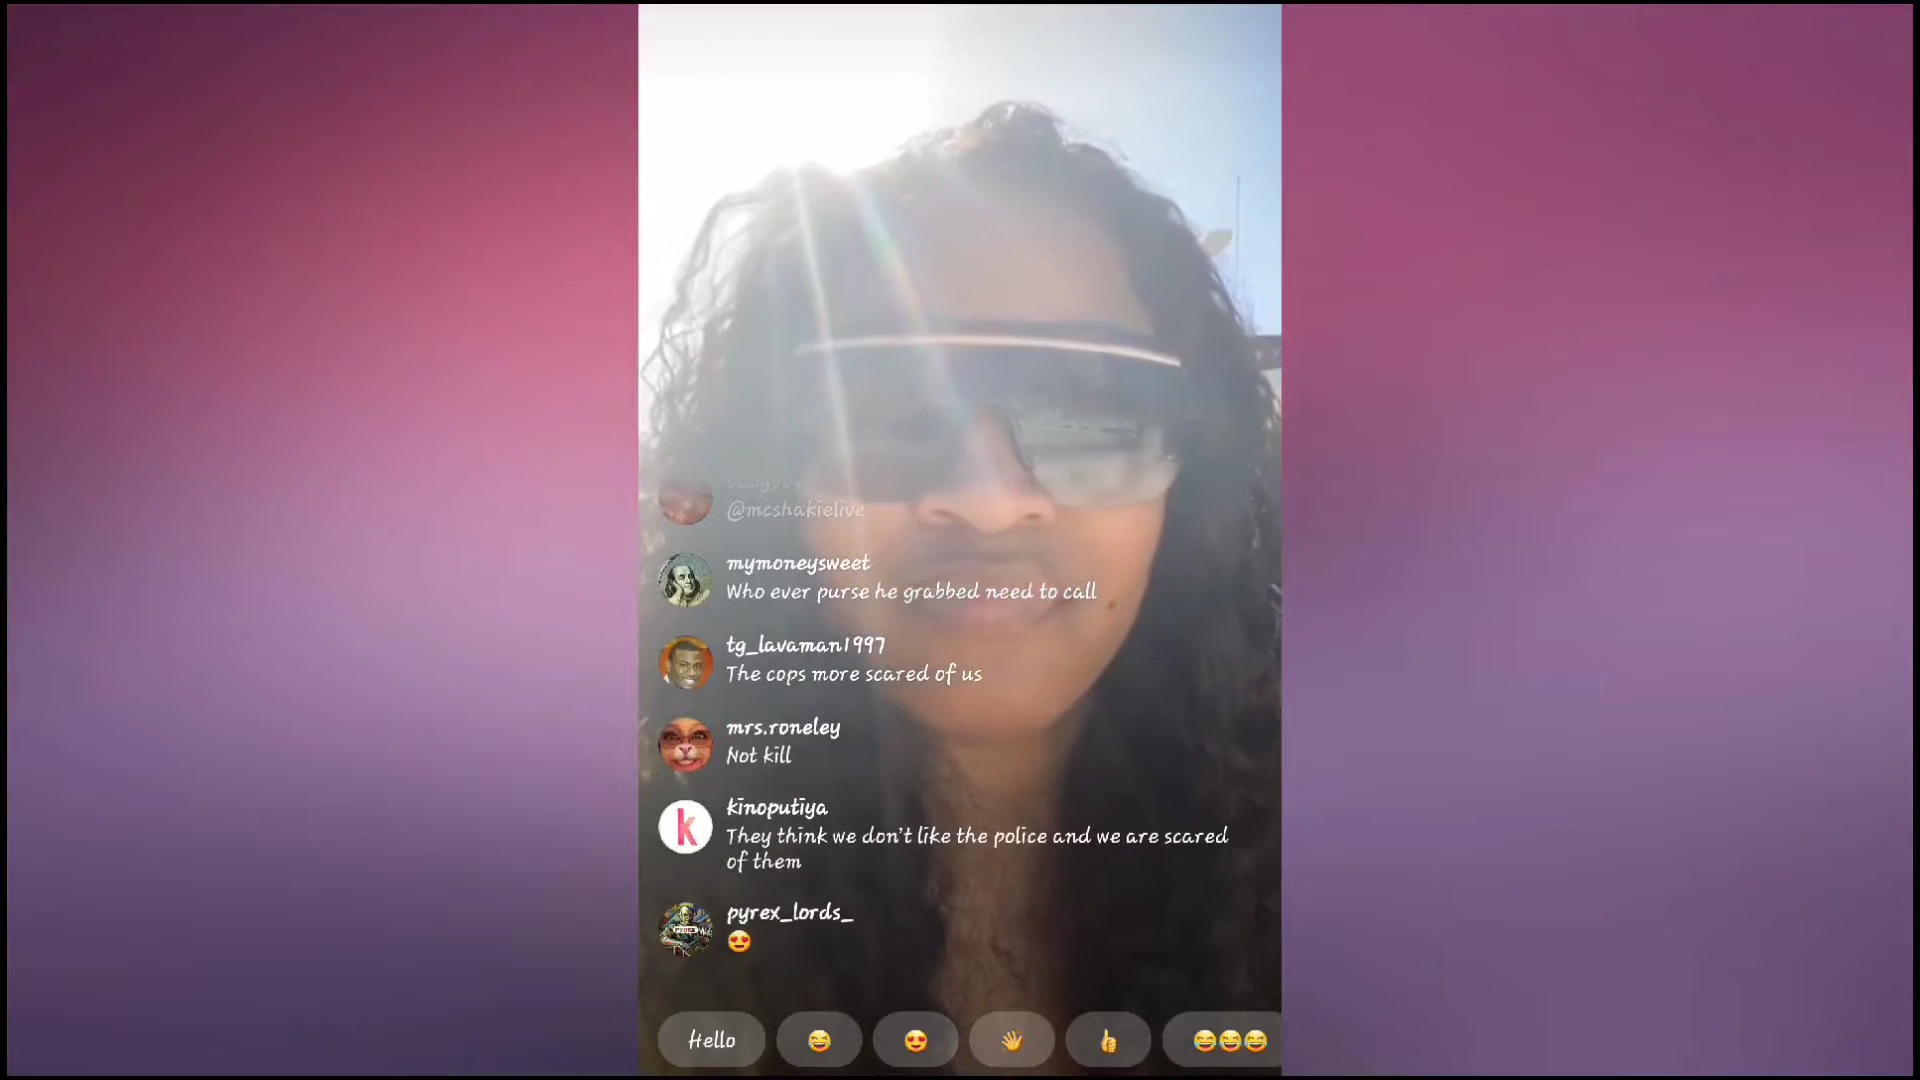 @mcshakielive
mymoneysweet
Who ever purse he grabbed need to call
tg_lavaman1997
The cops more scared of us
mrs.roneley
Not kill
kinoputiya
They think we don't like the police and we are scared
of them
k
pyrex_lords_
😍
Hello 😂 😍 👋 👍 😂😂😂